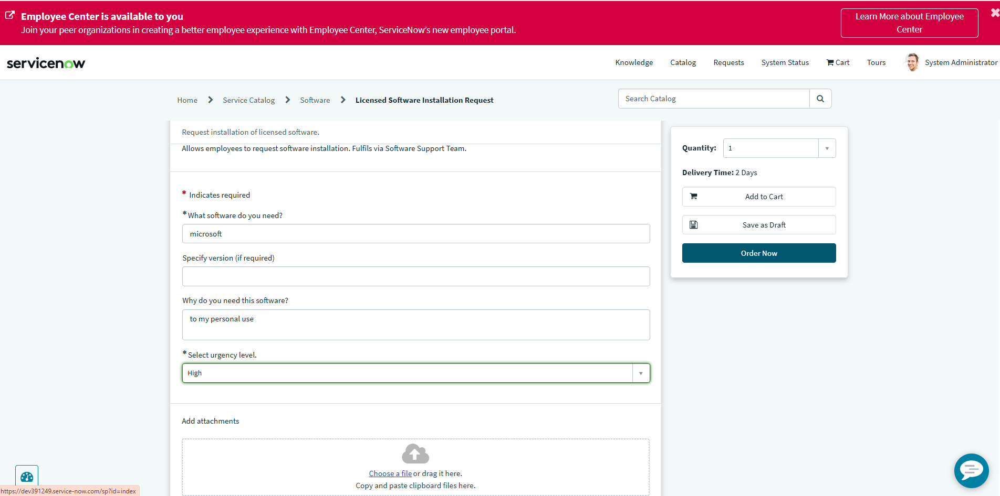 Employee Center is available to you
Join your peer organizations in creating a better employee experience with Employee Center, ServiceNow's new employee portal.
Learn More about Employee
Center
servicenow
Knowledge Catalog Requests System Status Cart Tours System Administrator
Home Service Catalog Software Licensed Software Installation Request
Search Catalog
Request installation of licensed software.
Allows employees to request software installation. Fulfils via Software Support Team.
* Indicates required
* What software do you need?
microsoft
Specify version (if required)
Why do you need this software?
to my personal use
* Select urgency level.
High
Add attachments
Choose a file or drag it here.
Copy and paste clipboard files here.
Quantity: 1
Delivery Time: 2 Days
Add to Cart
Save as Draft
Order Now
https://dev391249.service-now.com/sp?id=index